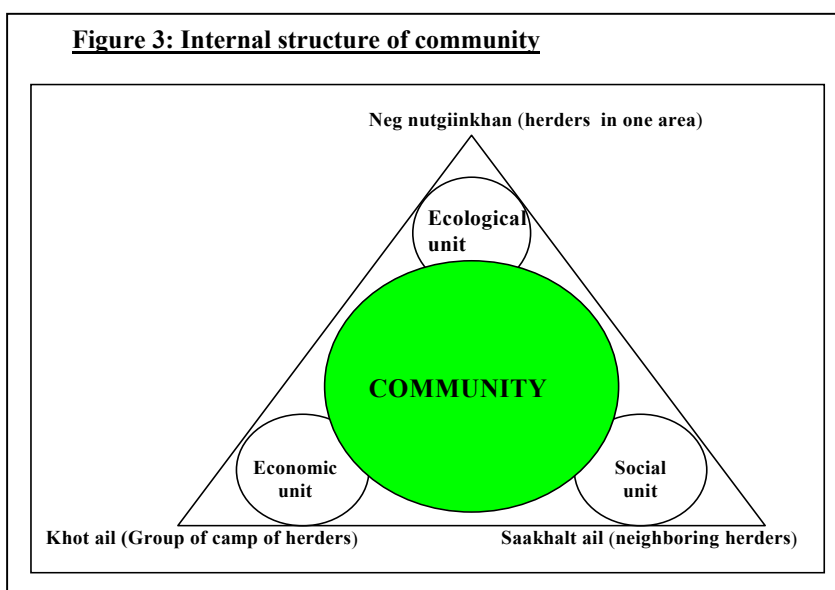 Figure 3: Internal structure of community
Neg nutgiinkhan (herders in one area)
Ecological
unit
COMMUNITY
Economic
unit
Social
unit
Khot ail (Group of camp of herders)
Saakhalt ail (neighboring herders)